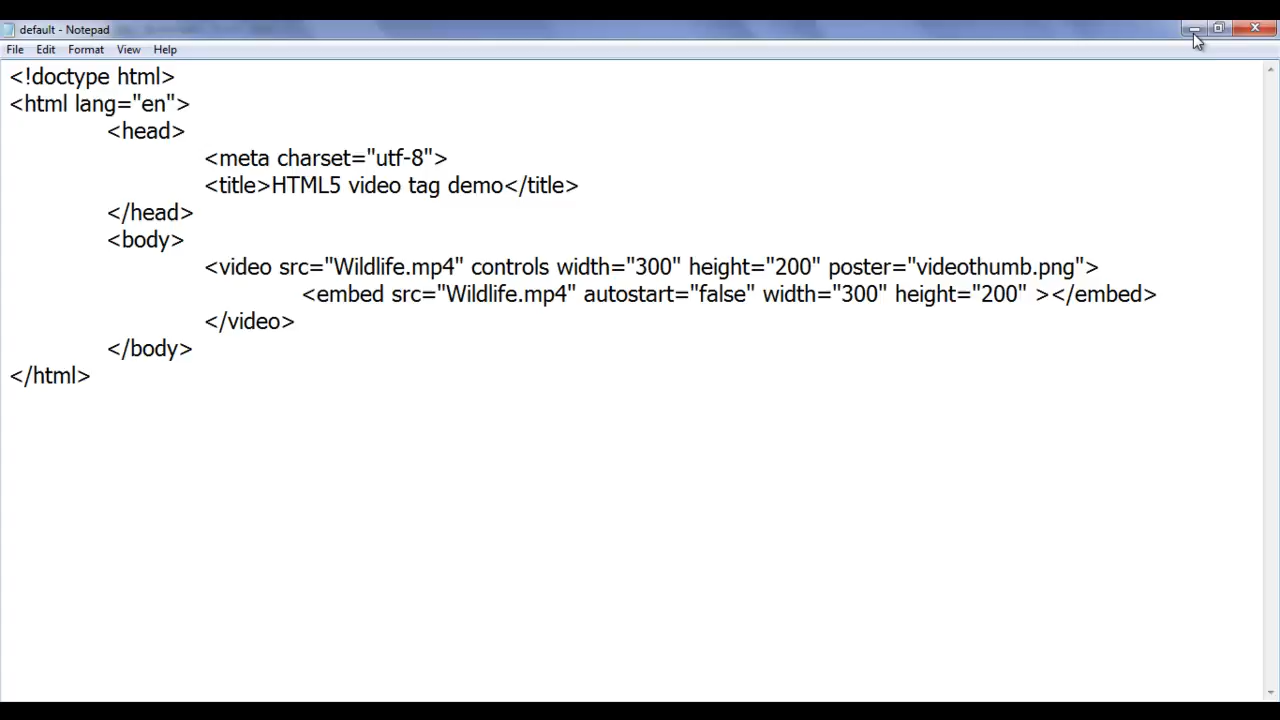 default - Notepad
File Edit Format View Help
<!doctype html>
<html lang="en">
<head>
<meta charset="utf-8">
<title>HTML5 video tag demo</title>
</head>
<body>
<video src="Wildlife.mp4" controls width="300" height="200" poster="videothumb.png">
<embed src="Wildlife.mp4" autostart="false" width="300" height="200" ></embed>
</video>
</body>
</html>